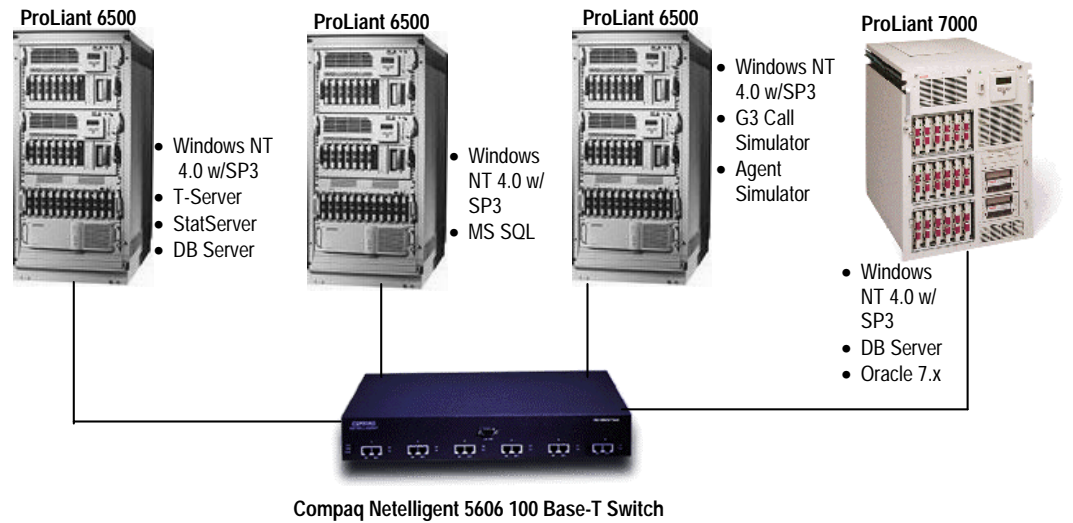 ProLiant 6500
ProLiant 6500
ProLiant 6500
ProLiant 7000
• Windows NT
4.0 w/SP3
• T-Server
• StatServer
• DB Server
• Windows
NT 4.0 w/
SP3
• MS SQL
• Windows NT
4.0 w/SP3
• G3 Call
Simulator
• Agent
Simulator
• Windows
NT 4.0 w/
SP3
• DB Server
• Oracle 7.x
COMPAQ
Compaq Netelligent 5606 100 Base-T Switch